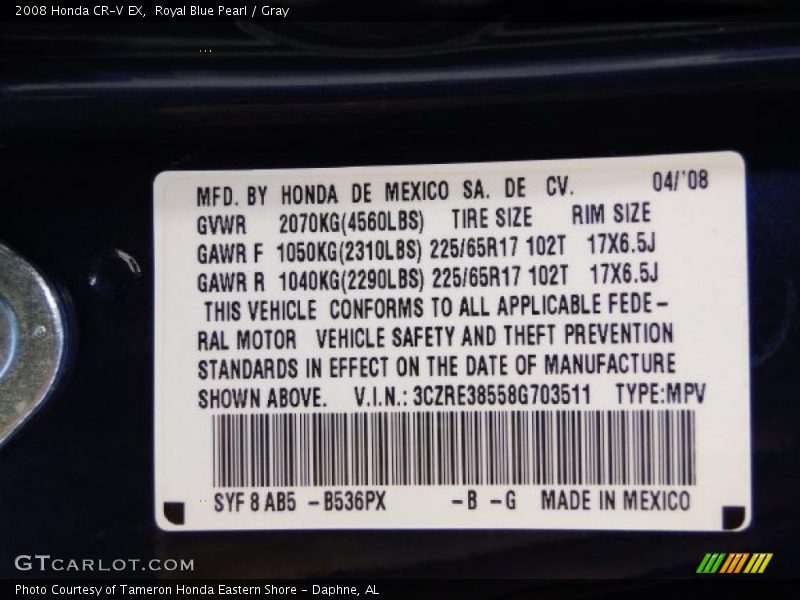 2008 Honda CR-V EX, Royal Blue Pearl / Gray
MFD. BY HONDA DE MEXICO SA. DE CV. 04/'08
GVWR 2070KG(4560LBS) TIRE SIZE RIM SIZE
GAWR F 1050KG(2310LBS) 225/65R17 102T 17X6.5J
GAWR R 1040KG(2290LBS) 225/65R17 102T 17X6.5J
THIS VEHICLE CONFORMS TO ALL APPLICABLE FEDE-
RAL MOTOR VEHICLE SAFETY AND THEFT PREVENTION
STANDARDS IN EFFECT ON THE DATE OF MANUFACTURE
SHOWN ABOVE. V.I.N.: 3CZRE38558G703511 TYPE:MPV
SYF 8 AB5 -B536PX -B -G MADE IN MEXICO
GTCARLOT.COM
Photo Courtesy of Tameron Honda Eastern Shore - Daphne, AL